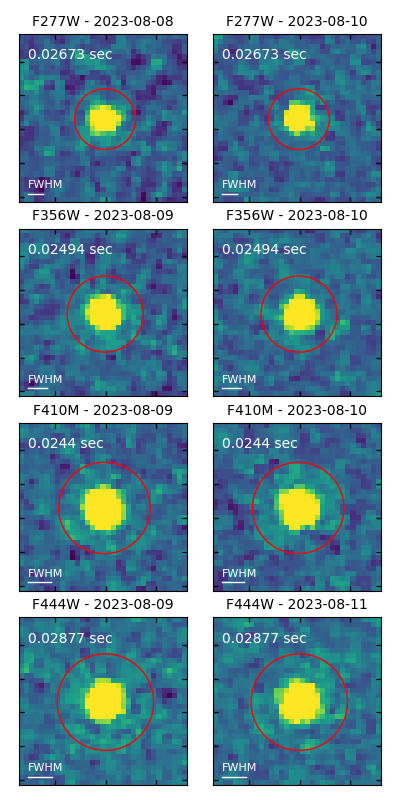 F277W - 2023-08-08
F277W - 2023-08-10
0.02673 sec
0.02673 sec
FWHM
FWHM
F356W - 2023-08-09
F356W - 2023-08-10
0.02494 sec
0.02494 sec
FWHM
FWHM
F410M - 2023-08-09
F410M - 2023-08-10
0.0244 sec
0.0244 sec
FWHM
FWHM
F444W - 2023-08-09
F444W - 2023-08-11
0.02877 sec
0.02877 sec
FWHM
FWHM